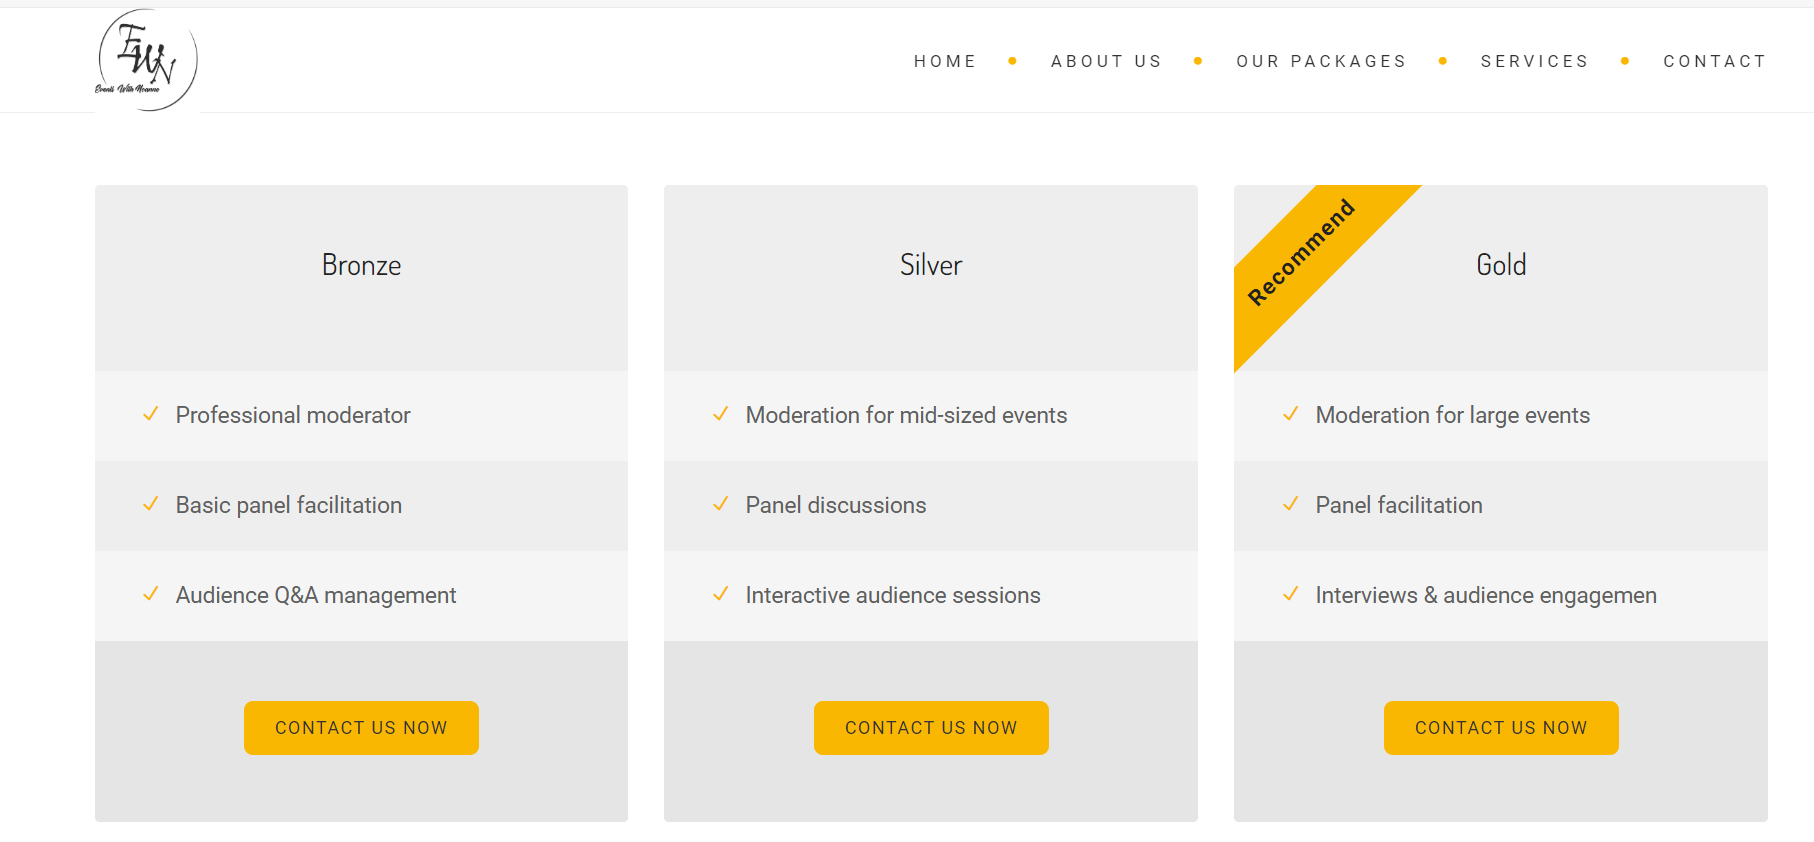 EWN
Events With Noanne
HOME
ABOUT US
OUR PACKAGES
SERVICES
CONTACT
Bronze
Professional moderator
Basic panel facilitation
Audience Q&A management
CONTACT US NOW
Silver
Moderation for mid-sized events
Panel discussions
Interactive audience sessions
CONTACT US NOW
Recommend
Gold
Moderation for large events
Panel facilitation
Interviews & audience engagemen
CONTACT US NOW